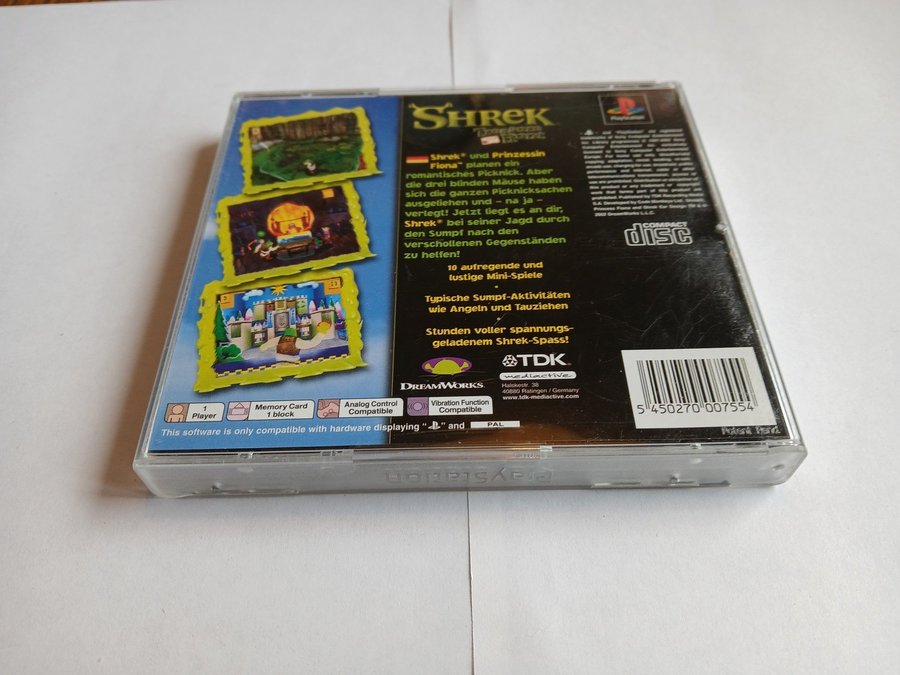 SHREK
PlayStation
Shrek® und Prinzessin
Fiona™ planen ein
romantisches Picknick. Aber
die drei blinden Mäuse haben
sich die ganzen Picknicksachen
ausgeliehen und – na ja –
verlegt! Jetzt liegt es an dir,
Shrek® bei seiner Jagd durch
den Sumpf nach den
verschollenen Gegenständen
zu helfen!
10 aufregende und
lustige Mini-Spiele
•
Typische Sumpf-Aktivitäten
wie Angeln und Tauziehen
•
Stunden voller spannungs-
geladenem Shrek-Spass!
COMPACT
disc
DREAMWORKS
TDK
mediactive
Halskestr. 38
40880 Ratingen / Germany
www.tdk-mediactive.com
5 450270 007554
1
Player
Memory Card
1 block
Analog Control
Compatible
Vibration Function
Compatible
This software is only compatible with hardware displaying " " and PAL
Patent Pend.
PlayStation